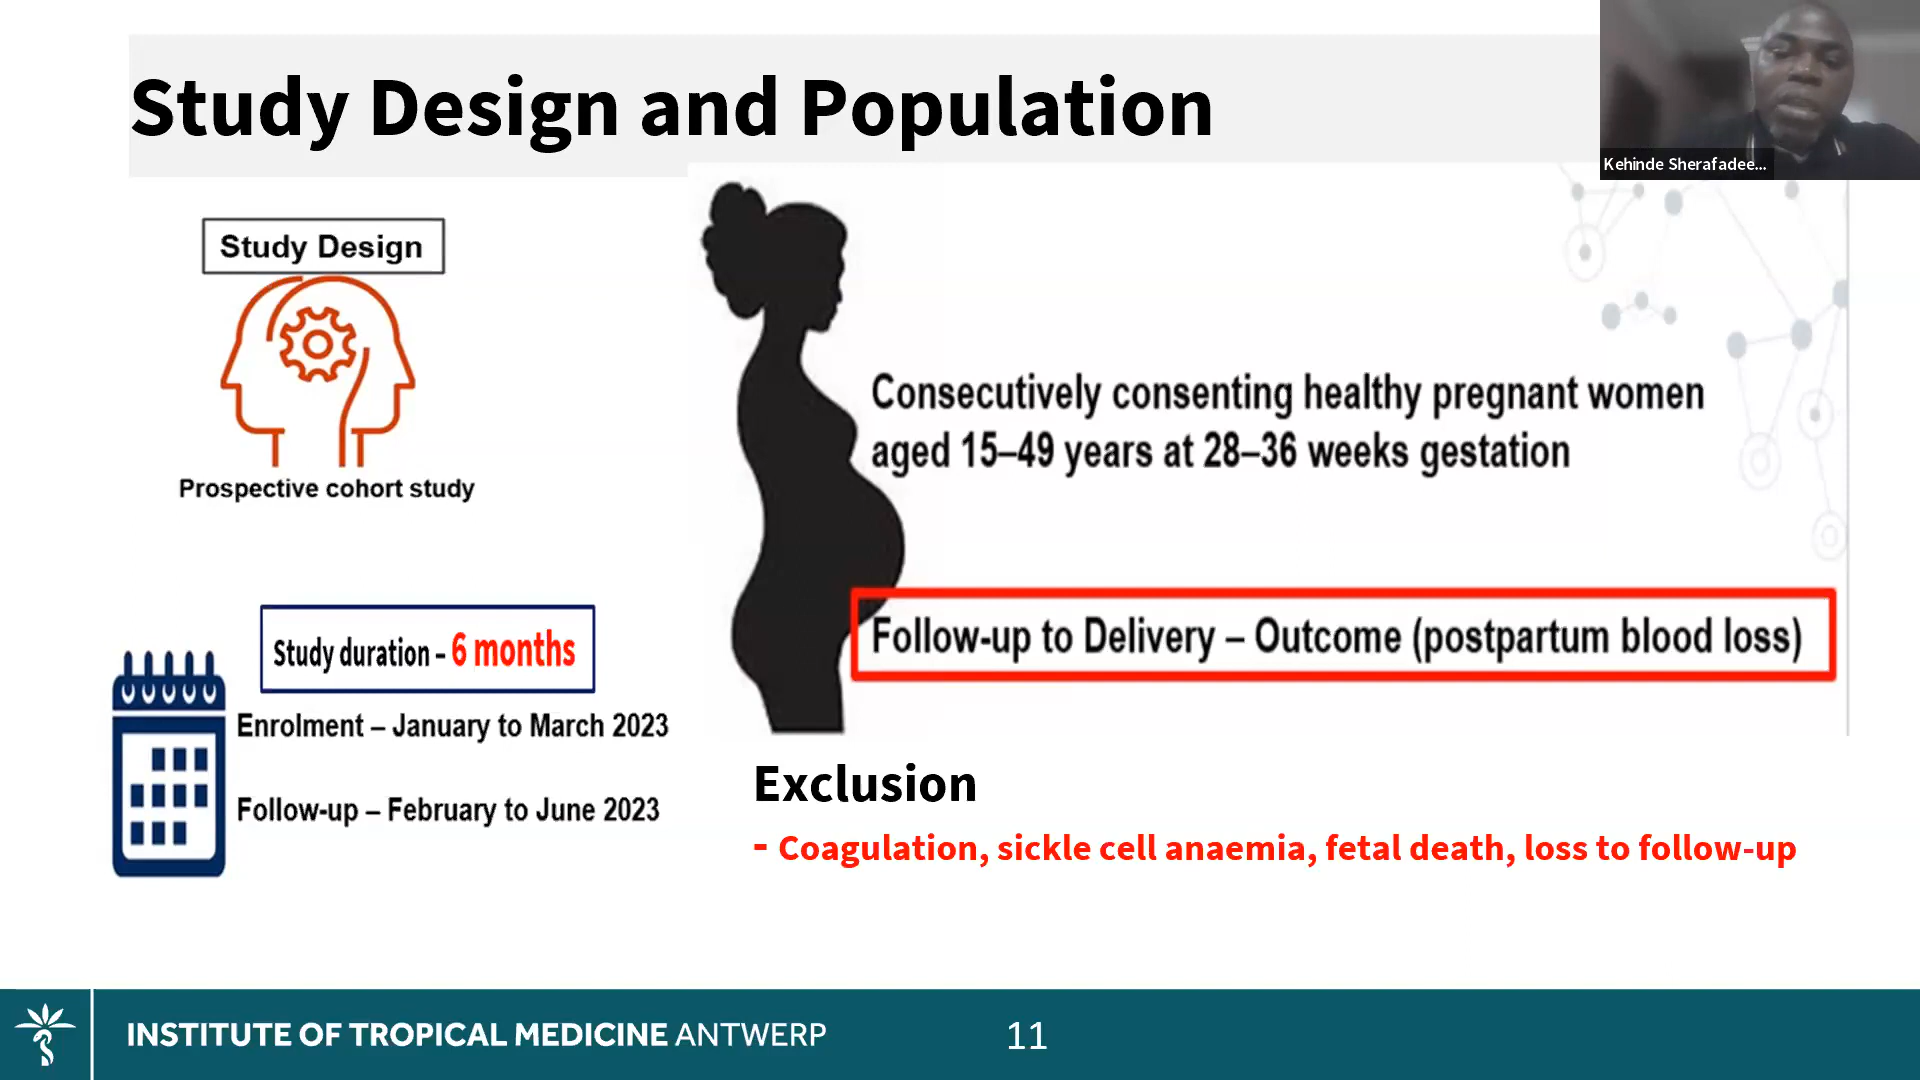 Study Design and Population
Kehinde Sherafadee...
Study Design
Prospective cohort study
Consecutively consenting healthy pregnant women
aged 15–49 years at 28–36 weeks gestation
Follow-up to Delivery – Outcome (postpartum blood loss)
Study duration – 6 months
Enrolment – January to March 2023
Follow-up – February to June 2023
Exclusion
- Coagulation, sickle cell anaemia, fetal death, loss to follow-up
INSTITUTE OF TROPICAL MEDICINE ANTWERP
11